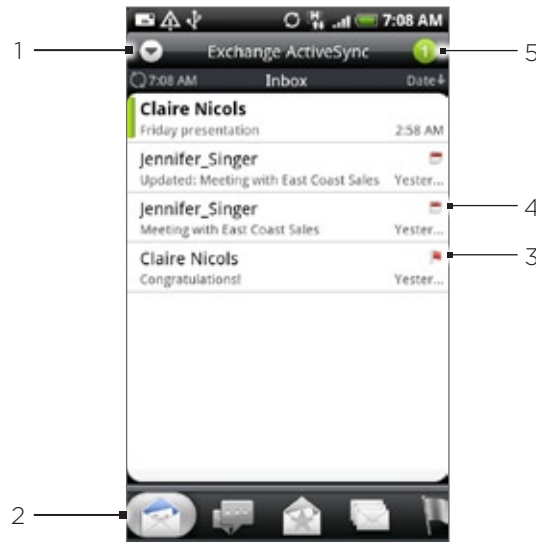 7:08 AM
1
Exchange ActiveSync
1
5
7:08 AM Inbox Date
Claire Nicols
Friday presentation 2:58 AM
Jennifer_Singer
Updated: Meeting with East Coast Sales Yester...
Jennifer_Singer
4
Meeting with East Coast Sales Yester...
Claire Nicols
3
Congratulations! Yester...
2